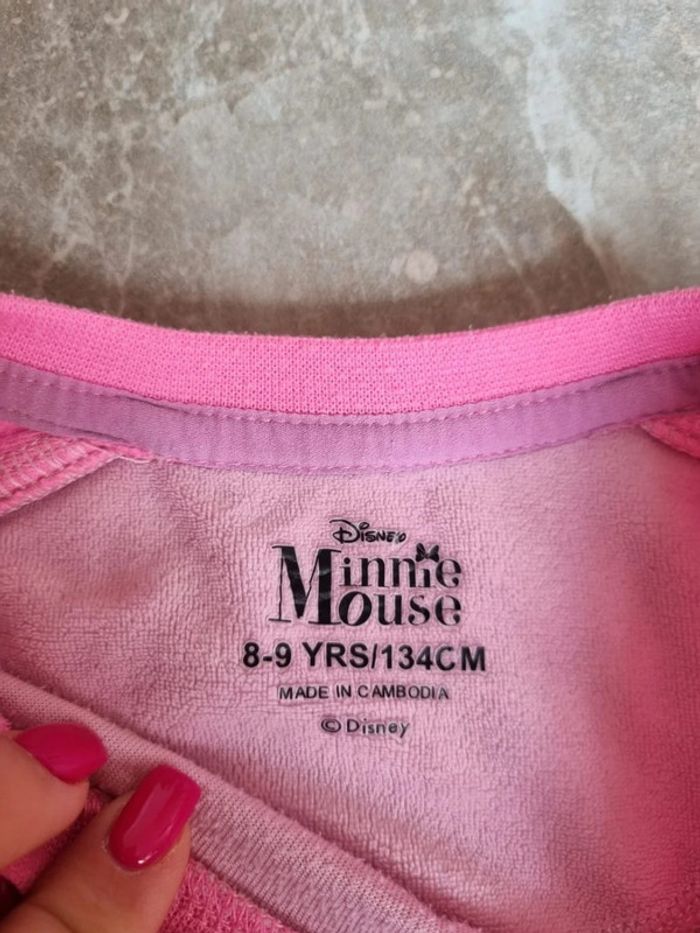 Disney
Minnie
Mouse
8-9 YRS/134CM
MADE IN CAMBODIA
© Disney